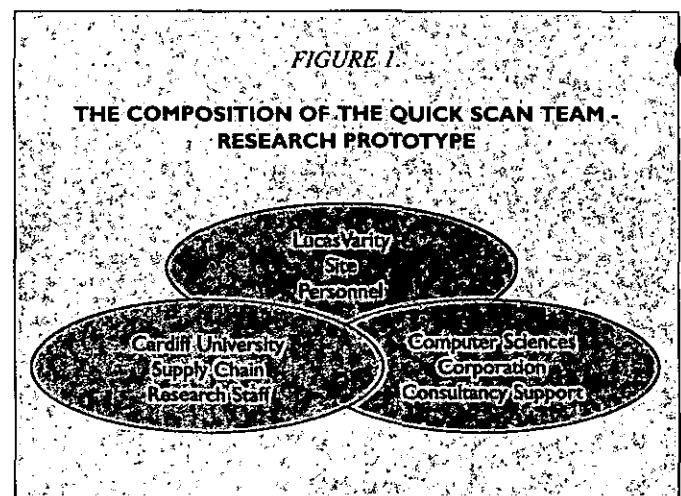 FIGURE 1.
THE COMPOSITION OF THE QUICK SCAN TEAM -
RESEARCH PROTOTYPE
LucasVarity
Site
Personnel
Cardiff University
Supply Chain
Research Staff
Computer Sciences
Corporation
Consultancy Support